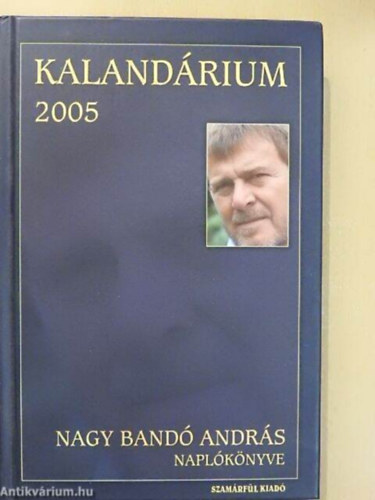 KALANDÁRIUM
2005
NAGY BANDÓ ANDRÁS
NAPLÓKÖNYVE
SZAMÁRFÜL KIADÓ
Antikvárium.hu